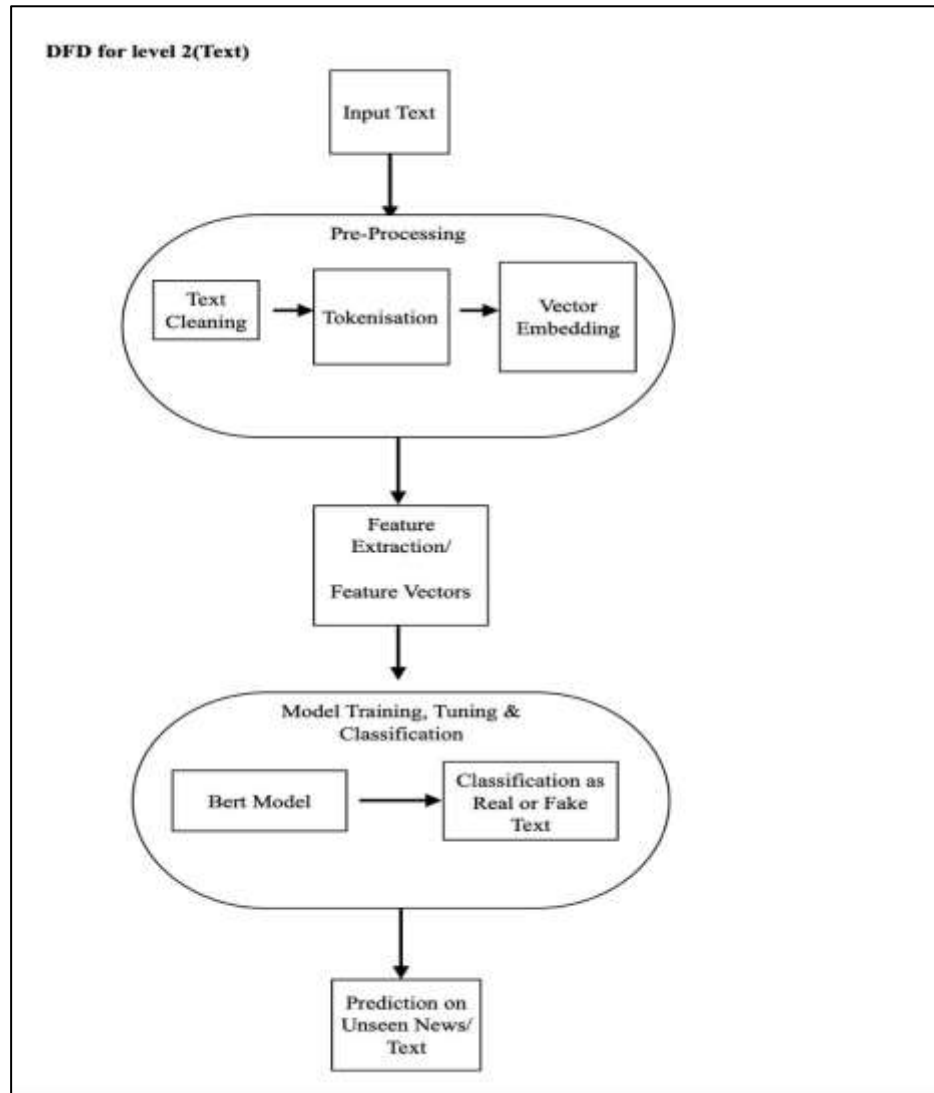 DFD for level 2(Text)
Input Text
Pre-Processing
Text
Cleaning
Tokenisation
Vector
Embedding
Feature
Extraction/
Feature Vectors
Model Training, Tuning &
Classification
Bert Model
Classification as
Real or Fake
Text
Prediction on
Unseen News/
Text